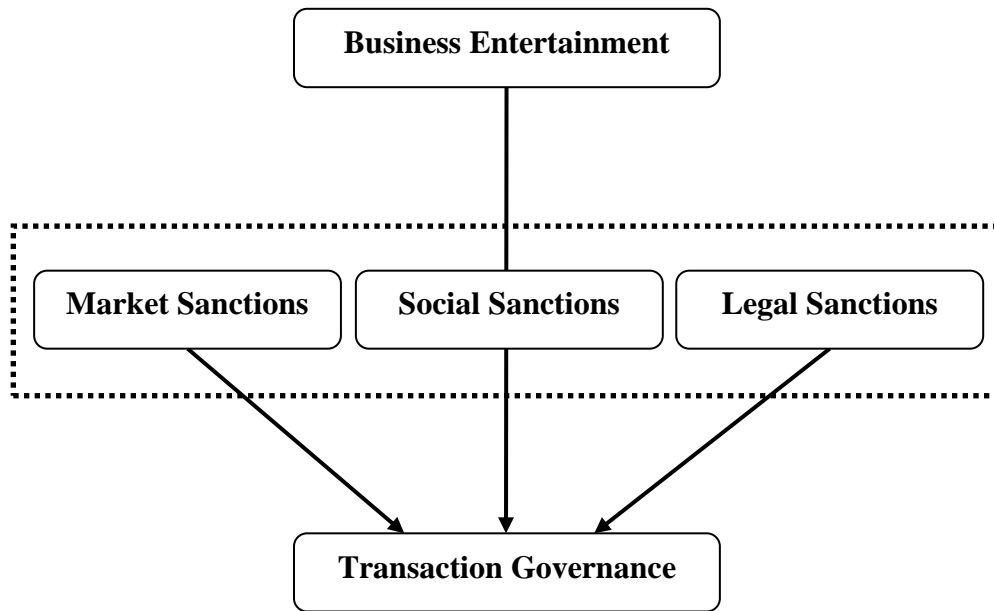 Business Entertainment
Market Sanctions
Social Sanctions
Legal Sanctions
Transaction Governance